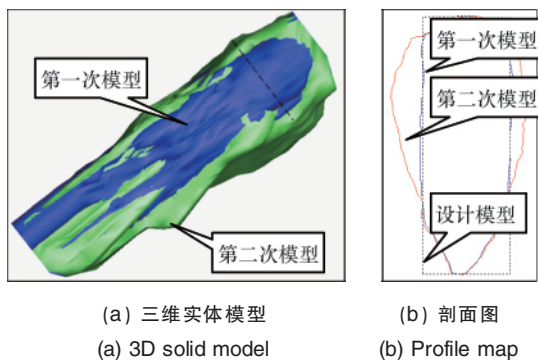 第一次模型
第二次模型
第一次模型
第二次模型
设计模型
(a) 三维实体模型
(a) 3D solid model
(b) 剖面图
(b) Profile map